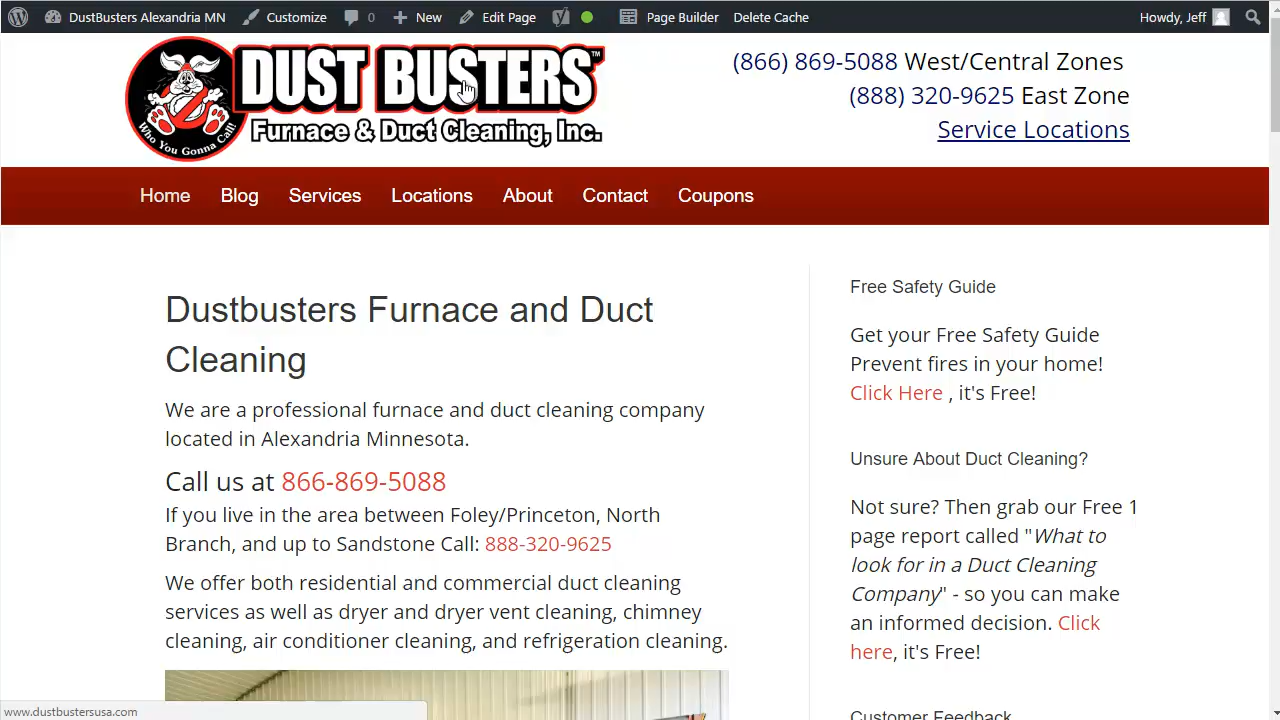 DustBusters Alexandria MN Customize 0 New Edit Page Page Builder Delete Cache Howdy, Jeff
DUST BUSTERS™
Furnace & Duct Cleaning, Inc.
Who You Gonna Call!
(866) 869-5088 West/Central Zones
(888) 320-9625 East Zone
Service Locations
Home Blog Services Locations About Contact Coupons
Dustbusters Furnace and Duct
Cleaning
We are a professional furnace and duct cleaning company
located in Alexandria Minnesota.
Call us at 866-869-5088
If you live in the area between Foley/Princeton, North
Branch, and up to Sandstone Call: 888-320-9625
We offer both residential and commercial duct cleaning
services as well as dryer and dryer vent cleaning, chimney
cleaning, air conditioner cleaning, and refrigeration cleaning.
Free Safety Guide
Get your Free Safety Guide
Prevent fires in your home!
Click Here , it's Free!
Unsure About Duct Cleaning?
Not sure? Then grab our Free 1
page report called "What to
look for in a Duct Cleaning
Company" - so you can make
an informed decision. Click
here, it's Free!
Customer Feedback
www.dustbustersusa.com